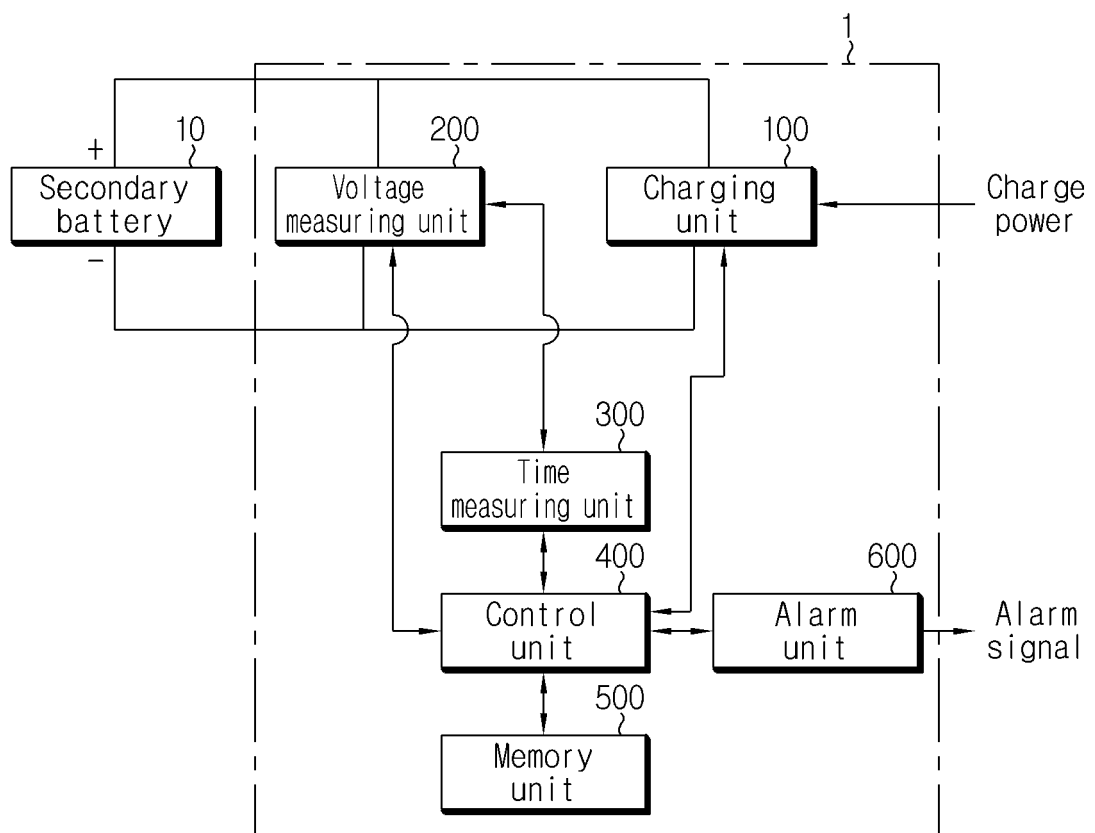 1
10
200
100
+
Secondary
battery
−
Voltage
measuring unit
Charging
unit
Charge
power
300
Time
measuring unit
400
600
Control
unit
Alarm
unit
Alarm
signal
500
Memory
unit